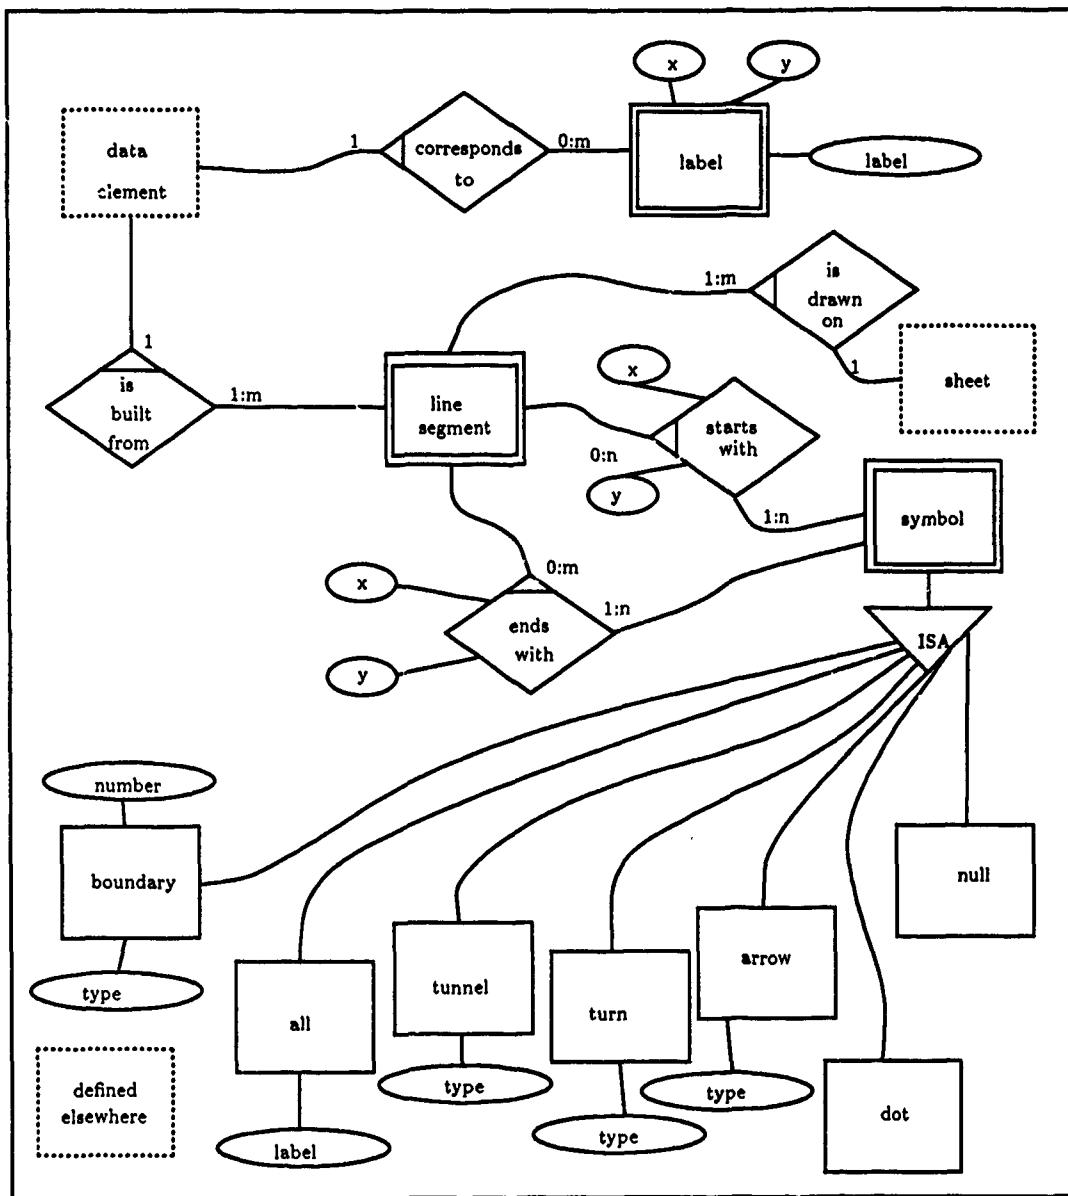 x
y
data
element
1
corresponds
to
0:m
label
label
1:m
is
drawn
on
1
sheet
1
is
built
from
1:m
line
segment
x
starts
with
0:n
y
1:n
symbol
x
0:m
ends
with
1:n
y
ISA
number
boundary
type
all
label
tunnel
type
turn
type
arrow
type
dot
null
defined
elsewhere